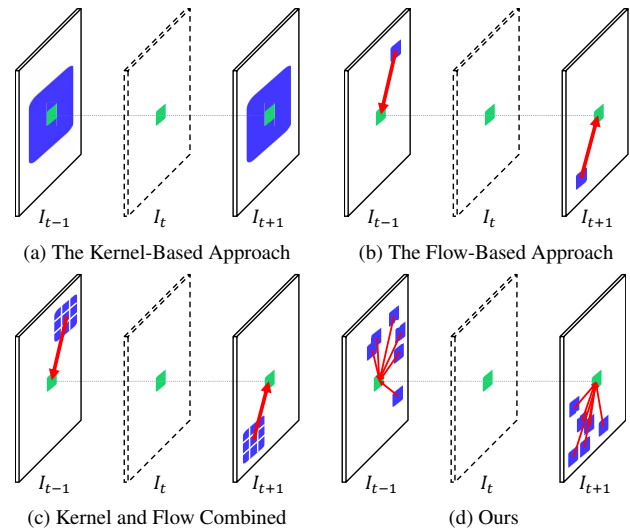 $I_{t-1}$ $I_t$ $I_{t+1}$ $I_{t-1}$ $I_t$ $I_{t+1}$
(a) The Kernel-Based Approach (b) The Flow-Based Approach
$I_{t-1}$ $I_t$ $I_{t+1}$ $I_{t-1}$ $I_t$ $I_{t+1}$
(c) Kernel and Flow Combined (d) Ours